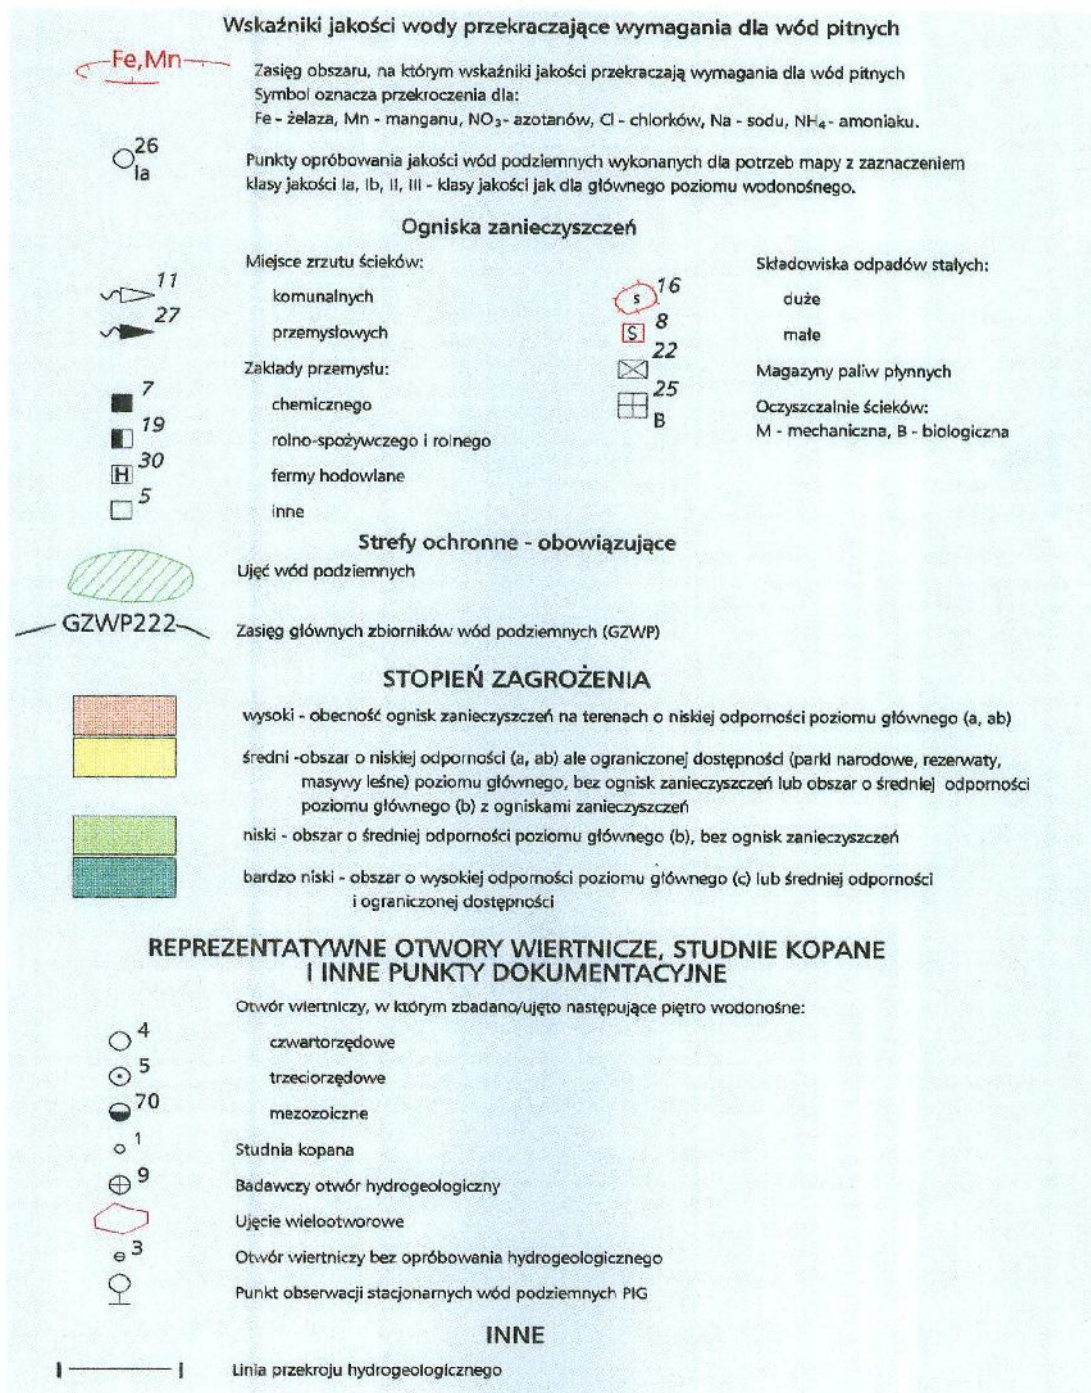 Wskaźniki jakości wody przekraczające wymagania dla wód pitnych
Fe,Mn
Zasięg obszaru, na którym wskaźniki jakości przekraczają wymagania dla wód pitnych
Symbol oznacza przekroczenia dla:
Fe - żelaza, Mn - manganu, NO₃- azotanów, Cl - chlorków, Na - sodu, NH₄- amoniaku.
26
Ia
Punkty opróbowania jakości wód podziemnych wykonanych dla potrzeb mapy z zaznaczeniem
klasy jakości Ia, Ib, II, III - klasy jakości jak dla głównego poziomu wodonośnego.
Ogniska zanieczyszczeń
Miejsce zrzutu ścieków:
11
komunalnych
27
przemysłowych
Zakłady przemysłu:
7
chemicznego
19
rolno-spożywczego i rolnego
H 30
fermy hodowlane
5
inne
Składowiska odpadów stałych:
s 16
duże
S 8
małe
22
Magazyny paliw płynnych
25
B
Oczyszczalnie ścieków:
M - mechaniczna, B - biologiczna
Strefy ochronne - obowiązujące
Ujęć wód podziemnych
GZWP222
Zasięg głównych zbiorników wód podziemnych (GZWP)
STOPIEŃ ZAGROŻENIA
wysoki - obecność ognisk zanieczyszczeń na terenach o niskiej odporności poziomu głównego (a, ab)
średni -obszar o niskiej odporności (a, ab) ale ograniczonej dostępności (parki narodowe, rezerwaty,
masywy leśne) poziomu głównego, bez ognisk zanieczyszczeń lub obszar o średniej odporności
poziomu głównego (b) z ogniskami zanieczyszczeń
niski - obszar o średniej odporności poziomu głównego (b), bez ognisk zanieczyszczeń
bardzo niski - obszar o wysokiej odporności poziomu głównego (c) lub średniej odporności
i ograniczonej dostępności
REPREZENTATYWNE OTWORY WIERTNICZE, STUDNIE KOPANE
I INNE PUNKTY DOKUMENTACYJNE
Otwór wiertniczy, w którym zbadano/ujęto następujące piętro wodonośne:
4
czwartorzędowe
5
trzeciorzędowe
70
mezozoiczne
1
Studnia kopana
9
Badawczy otwór hydrogeologiczny
Ujęcie wielootworowe
3
Otwór wiertniczy bez opróbowania hydrogeologicznego
Punkt obserwacji stacjonarnych wód podziemnych PIG
INNE
Linia przekroju hydrogeologicznego